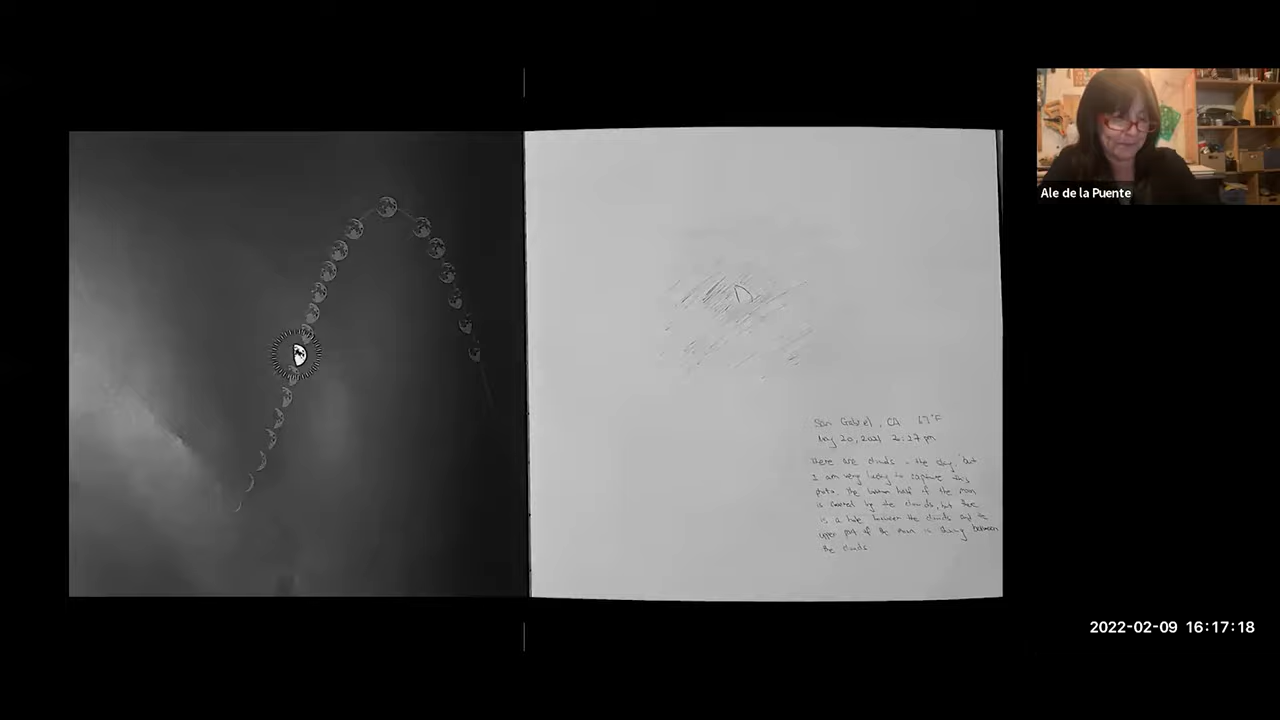 Ale de la Puente
San Gabriel, CA 67°F
May 20, 2021 2:27 pm
There are clouds in the sky, but
I am very lucky to capture this
photo. The bottom half of the moon
is covered by the clouds, but there
is a hole between the clouds and the
upper part of the moon is shining between
the clouds
2022-02-09 16:17:18